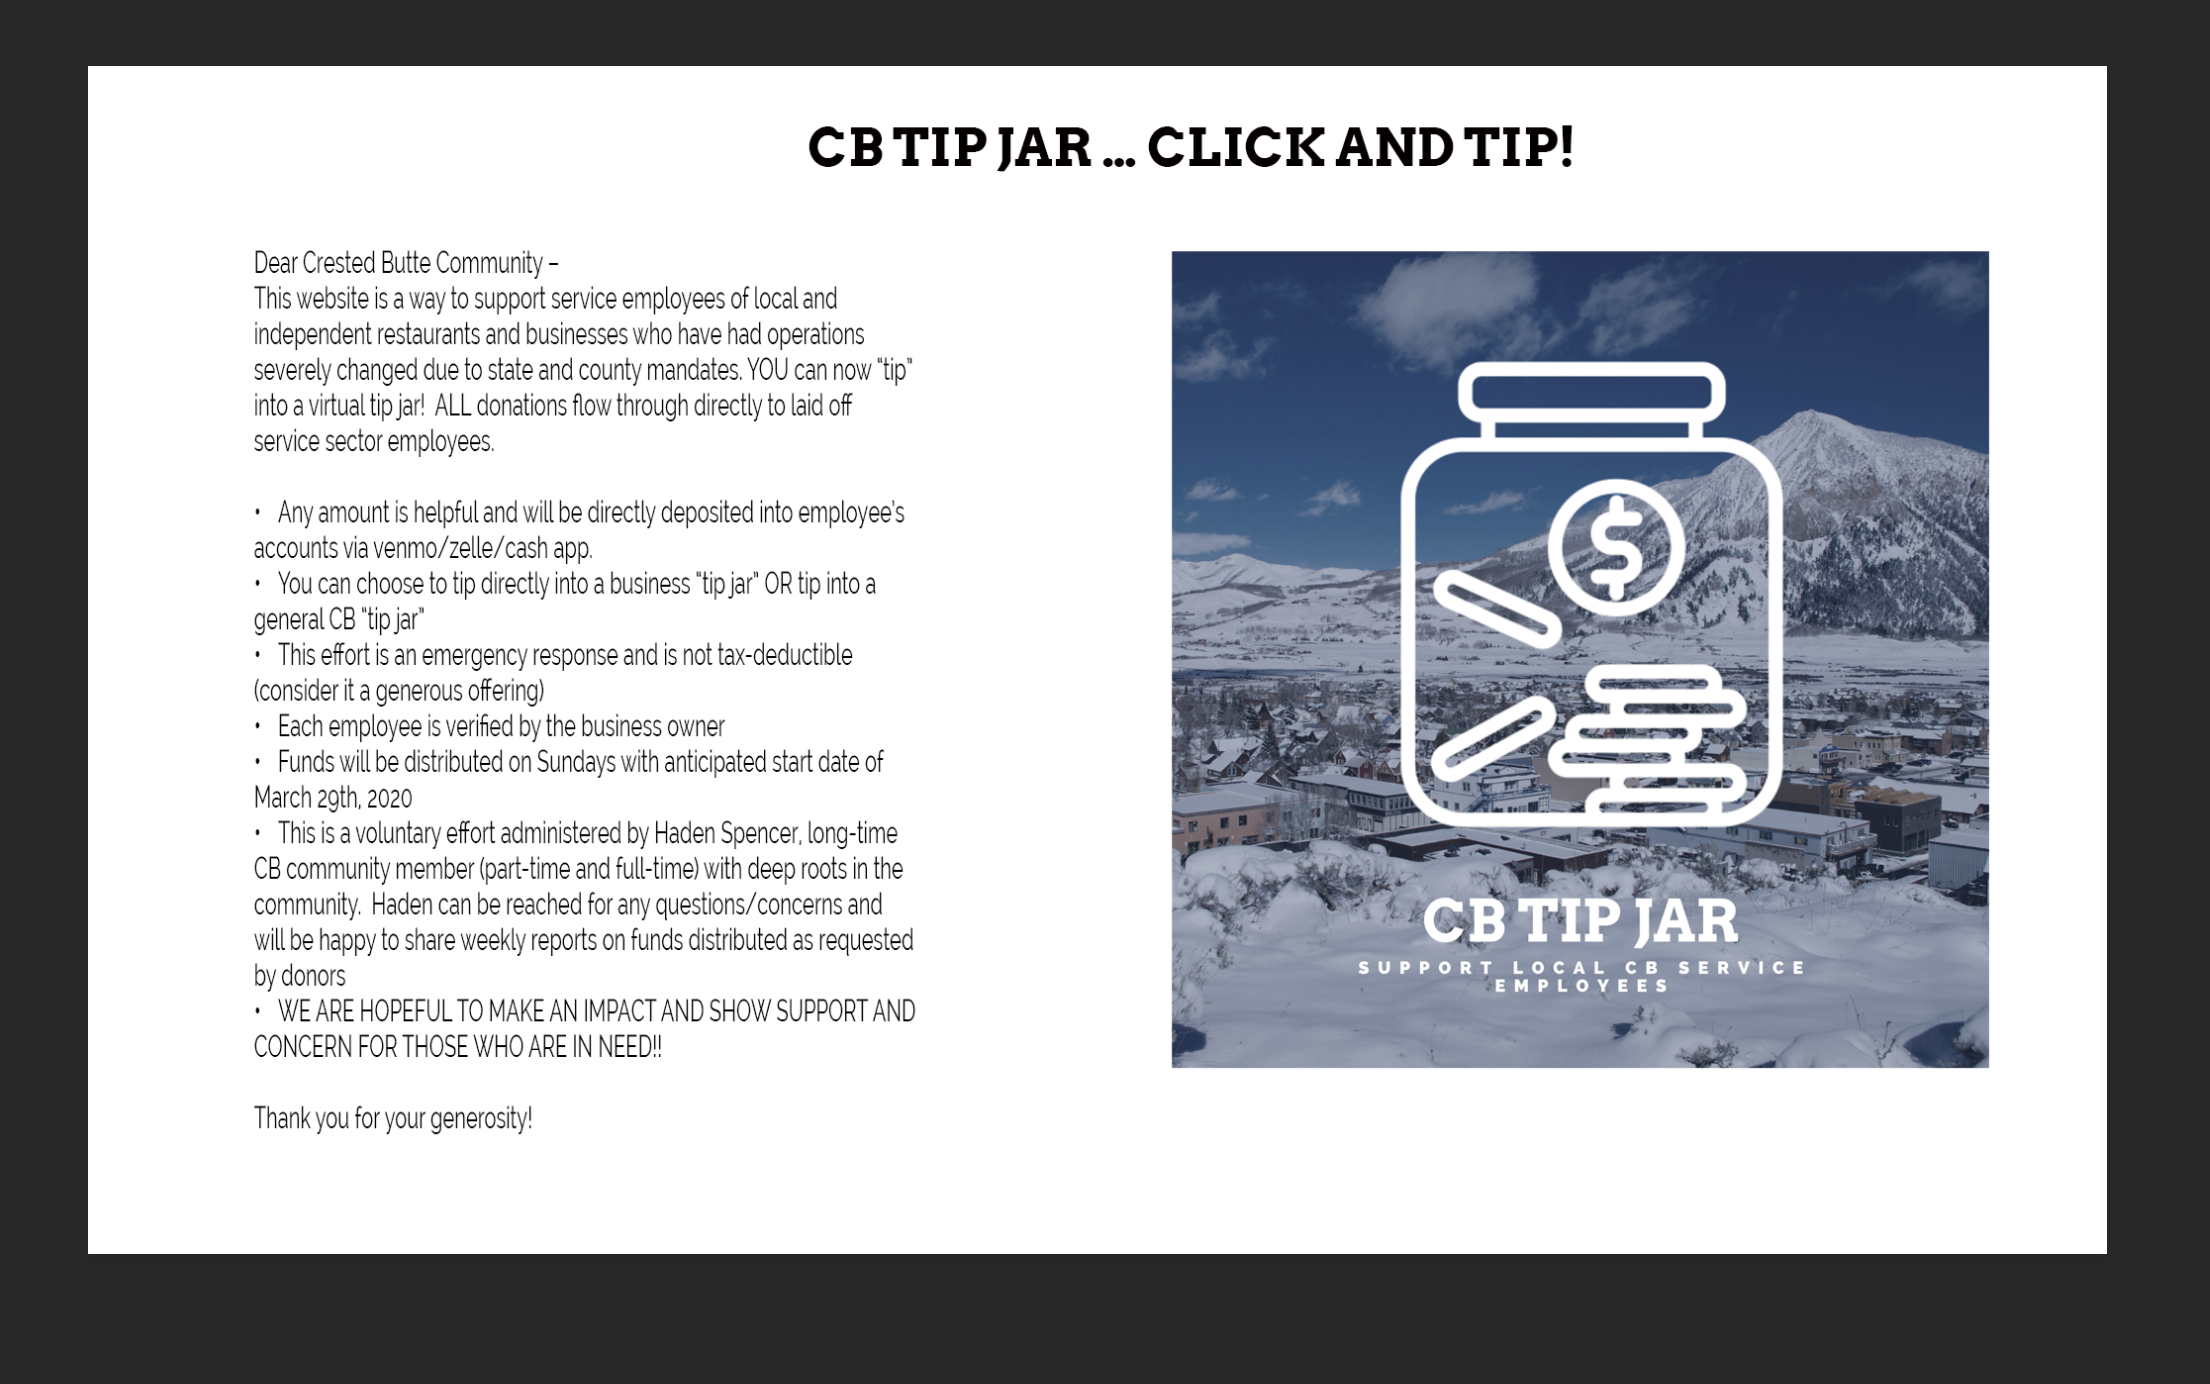 CB TIP JAR ... CLICK AND TIP!
Dear Crested Butte Community –
This website is a way to support service employees of local and
independent restaurants and businesses who have had operations
severely changed due to state and county mandates. YOU can now “tip”
into a virtual tip jar!  ALL donations flow through directly to laid off
service sector employees.
•   Any amount is helpful and will be directly deposited into employee’s
accounts via venmo/zelle/cash app.
•   You can choose to tip directly into a business “tip jar” OR tip into a
general CB “tip jar”
•   This effort is an emergency response and is not tax-deductible
(consider it a generous offering)
•   Each employee is verified by the business owner
•   Funds will be distributed on Sundays with anticipated start date of
March 29th, 2020
•   This is a voluntary effort administered by Haden Spencer, long-time
CB community member (part-time and full-time) with deep roots in the
community.  Haden can be reached for any questions/concerns and
will be happy to share weekly reports on funds distributed as requested
by donors
•   WE ARE HOPEFUL TO MAKE AN IMPACT AND SHOW SUPPORT AND
CONCERN FOR THOSE WHO ARE IN NEED!!
Thank you for your generosity!
$
CB TIP JAR
SUPPORT LOCAL CB SERVICE
EMPLOYEES